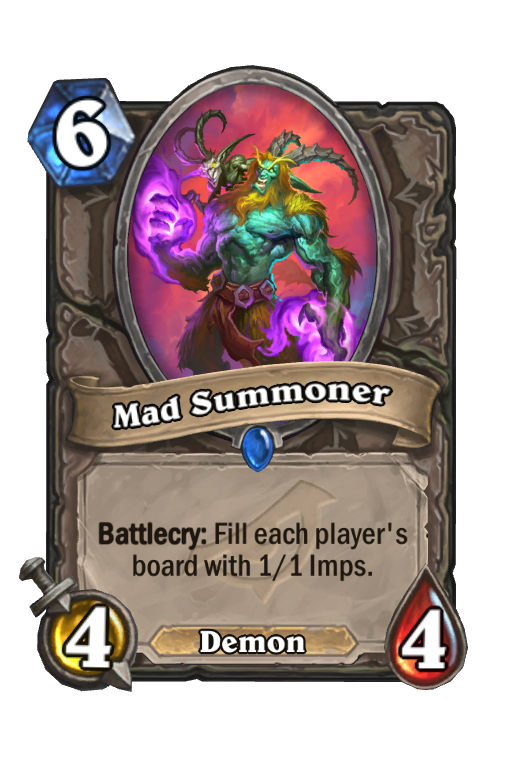 6
Mad Summoner
Battlecry: Fill each player's
board with 1/1 Imps.
4
Demon
4